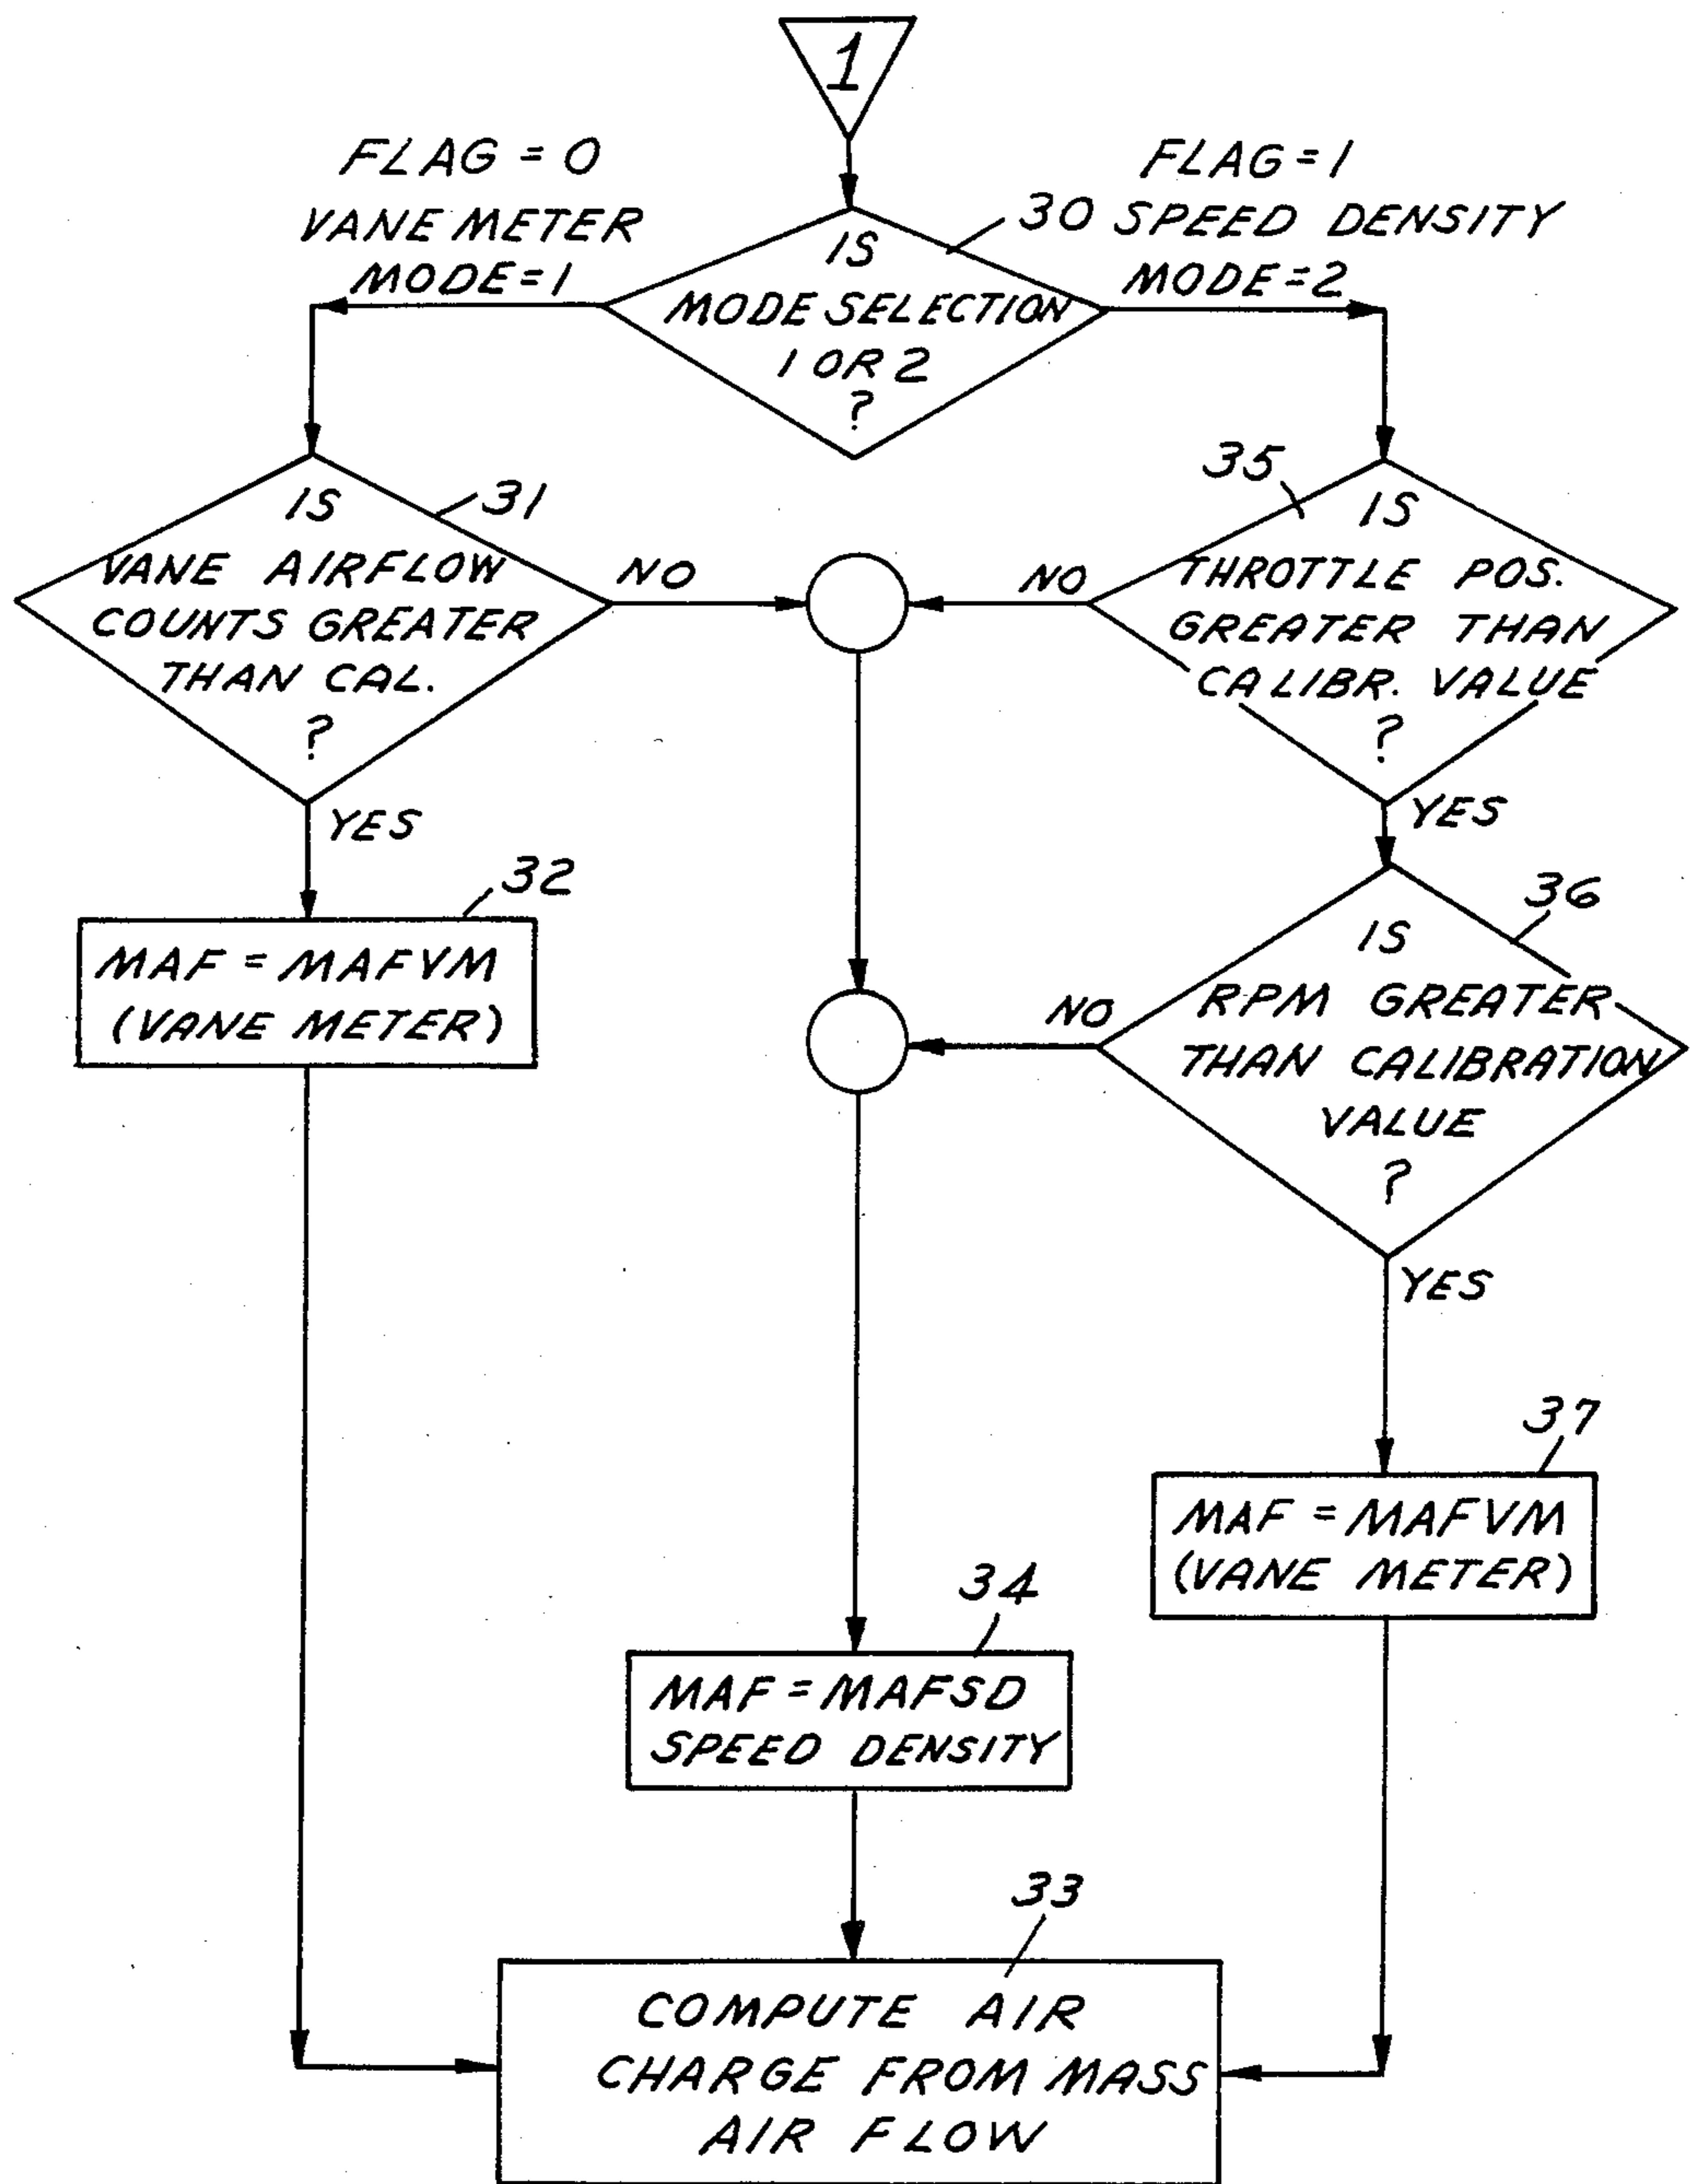 1
FLAG = 0
VANE METER
MODE=1
FLAG=1
30 SPEED DENSITY
MODE=2
IS
MODE SELECTION
1 OR 2
?
31
IS
VANE AIRFLOW
COUNTS GREATER
THAN CAL.
?
NO
YES
35
IS
THROTTLE POS.
GREATER THAN
CALIBR. VALUE
?
NO
YES
32
MAF = MAFVM
(VANE METER)
36
IS
RPM GREATER
THAN CALIBRATION
VALUE
?
NO
YES
37
MAF = MAFVM
(VANE METER)
34
MAF = MAFSD
SPEED DENSITY
33
COMPUTE AIR
CHARGE FROM MASS
AIR FLOW